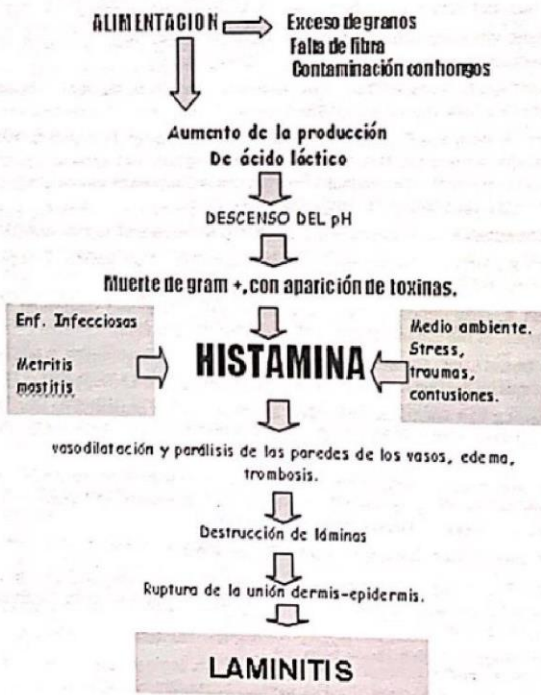 ALIMENTACION
Exceso de granos
Falta de fibra
Contaminación con hongos
Aumento de la producción
De ácido láctico
DESCENSO DEL pH
Muerte de gram +, con aparición de toxinas.
Enf. Infecciosas
Metritis
mastitis
HISTAMINA
Medio ambiente.
Stress,
traumas,
contusiones.
vasodilatación y parálisis de las paredes de los vasos, edema,
trombosis.
Destrucción de láminas
Ruptura de la unión dermis-epidermis.
LAMINITIS